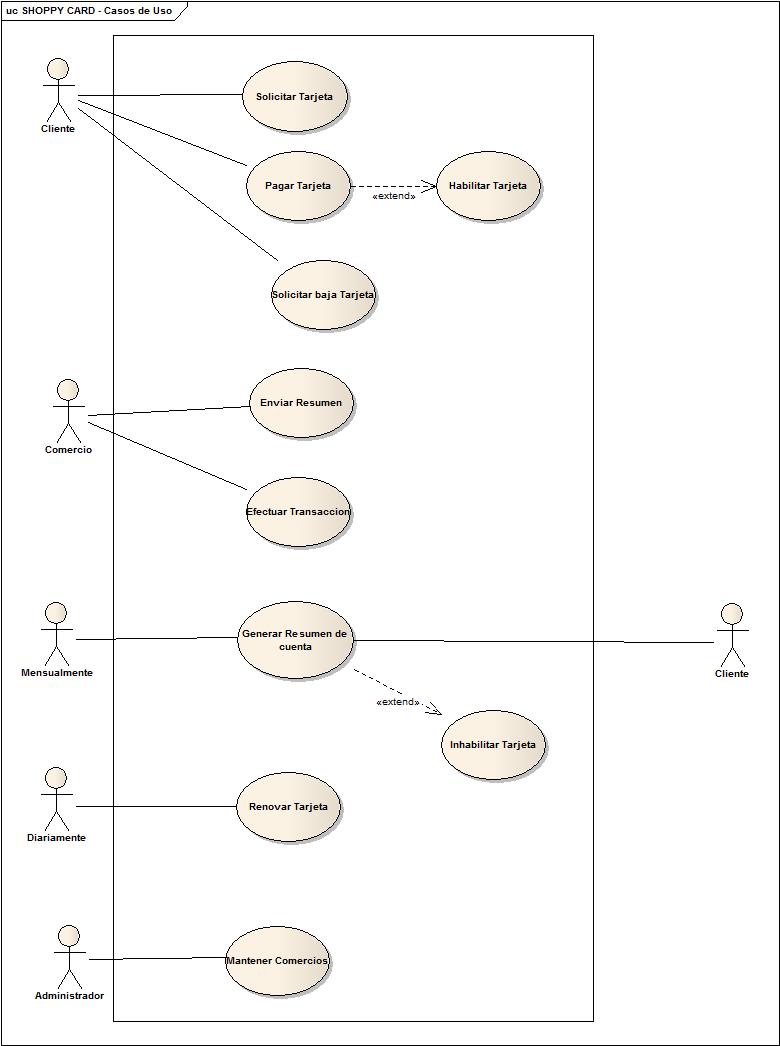 uc SHOPPY CARD - Casos de Uso
Cliente
Solicitar Tarjeta
Pagar Tarjeta
«extend»
Habilitar Tarjeta
Solicitar baja Tarjeta
Comercio
Enviar Resumen
Efectuar Transaccion
Mensualmente
Generar Resumen de
cuenta
Cliente
«extend»
Inhabilitar Tarjeta
Diariamente
Renovar Tarjeta
Administrador
Mantener Comercios